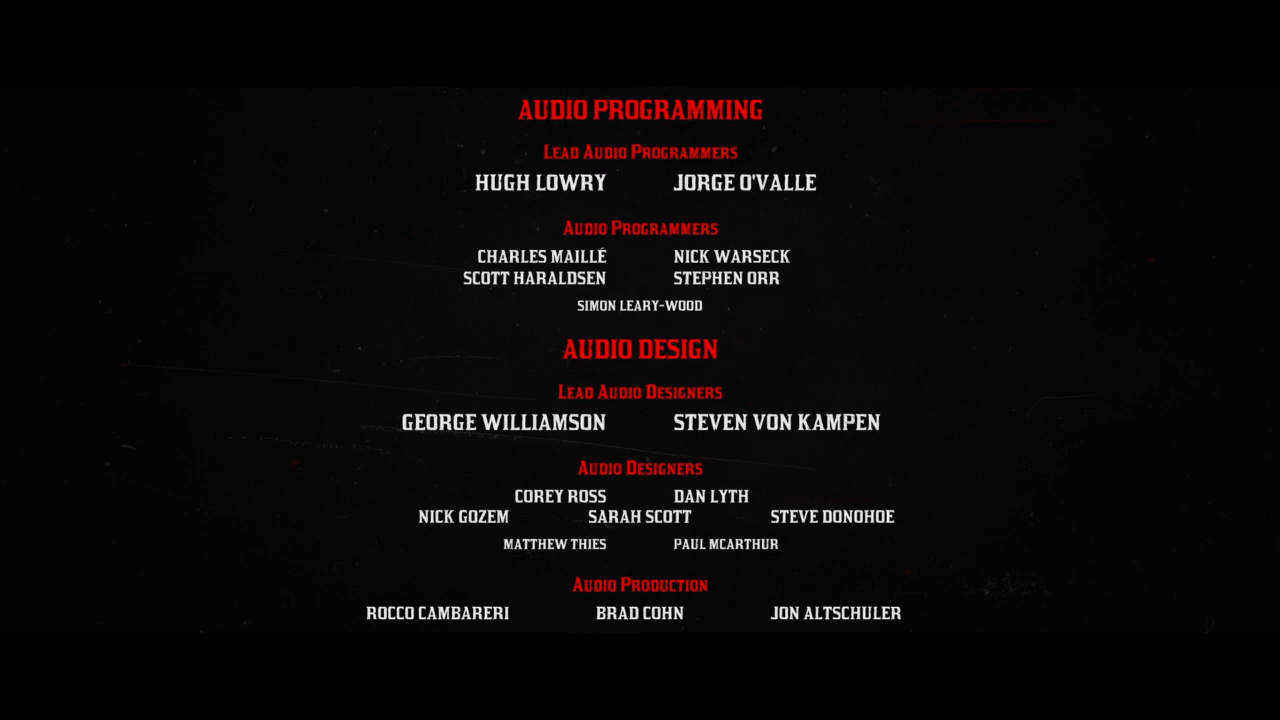 AUDIO PROGRAMMING
LEAD AUDIO PROGRAMMERS
HUGH LOWRY JORGE O'VALLE
AUDIO PROGRAMMERS
CHARLES MAILLÉ NICK WARSECK
SCOTT HARALDSEN STEPHEN ORR
SIMON LEARY-WOOD
AUDIO DESIGN
LEAD AUDIO DESIGNERS
GEORGE WILLIAMSON STEVEN VON KAMPEN
AUDIO DESIGNERS
COREY ROSS DAN LYTH
NICK GOZEM SARAH SCOTT STEVE DONOHOE
MATTHEW THIES PAUL MCARTHUR
AUDIO PRODUCTION
ROCCO CAMBARERI BRAD COHN JON ALTSCHULER